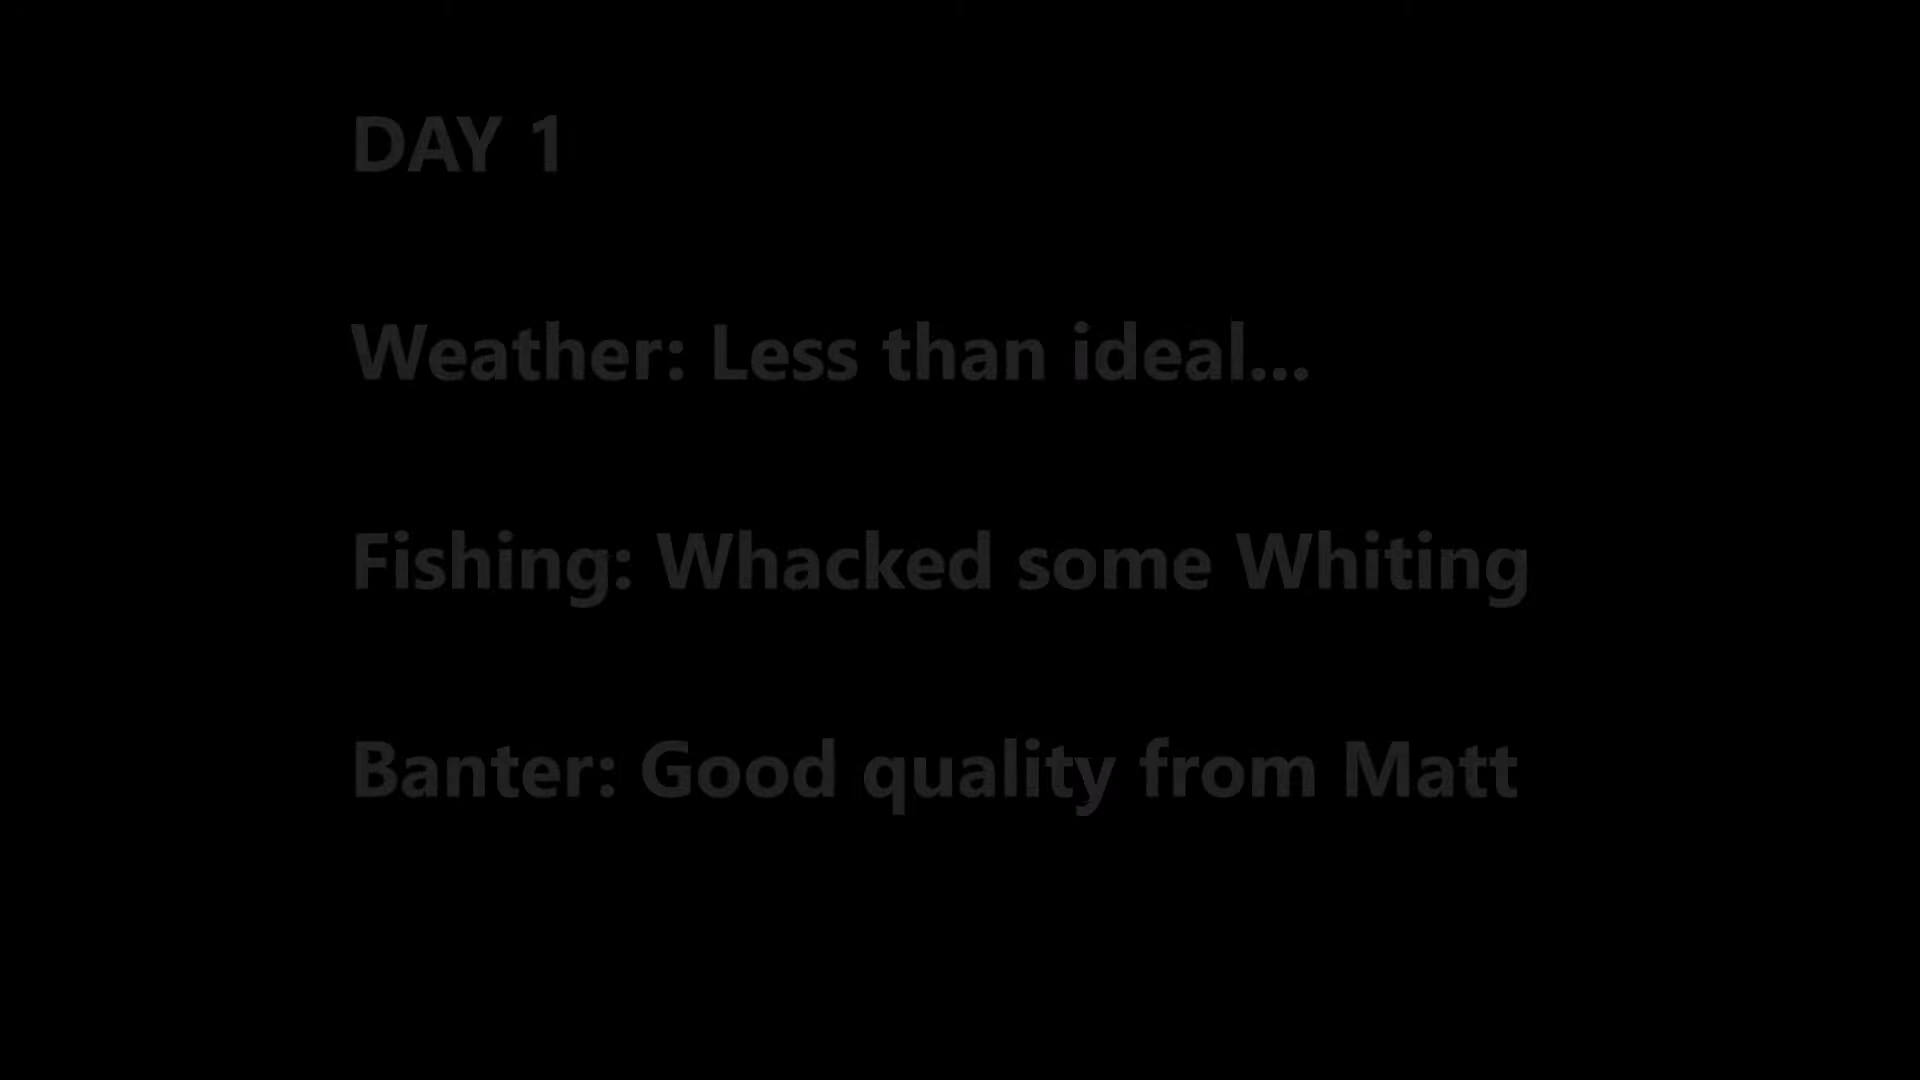 DAY 1
Weather: Less than ideal...
Fishing: Whacked some Whiting
Banter: Good quality from Matt